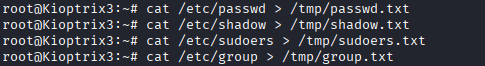 root@Kioptrix3:~# cat /etc/passwd > /tmp/passwd.txt
root@Kioptrix3:~# cat /etc/shadow > /tmp/shadow.txt
root@Kioptrix3:~# cat /etc/sudoers > /tmp/sudoers.txt
root@Kioptrix3:~# cat /etc/group > /tmp/group.txt